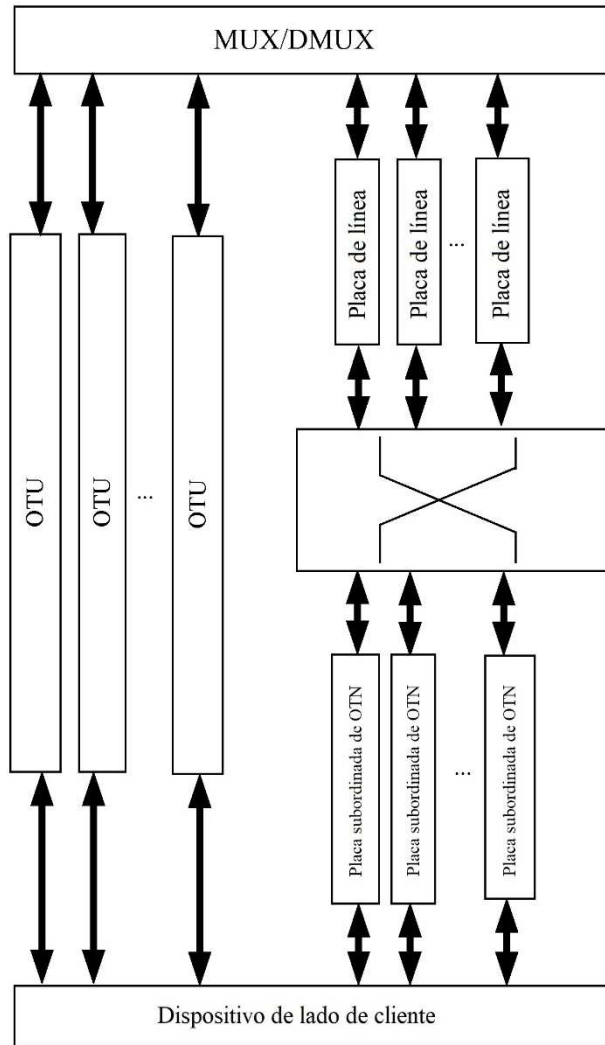 MUX/DMUX
Placa de línea
Placa de línea
...
Placa de línea
OTU
OTU
...
OTU
Placa subordinada de OTN
Placa subordinada de OTN
...
Placa subordinada de OTN
Dispositivo de lado de cliente